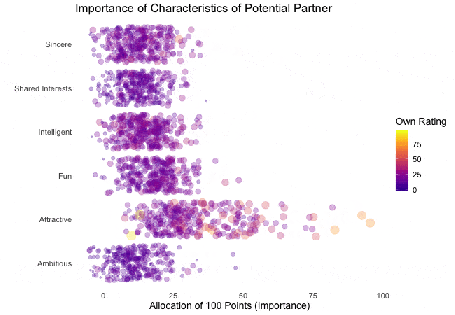 Importance of Characteristics of Potential Partner
Sincere
Shared Interests
Intelligent
Fun
Attractive
Ambitious
Own Rating
75
50
25
0
0
25
50
75
100
Allocation of 100 Points (Importance)